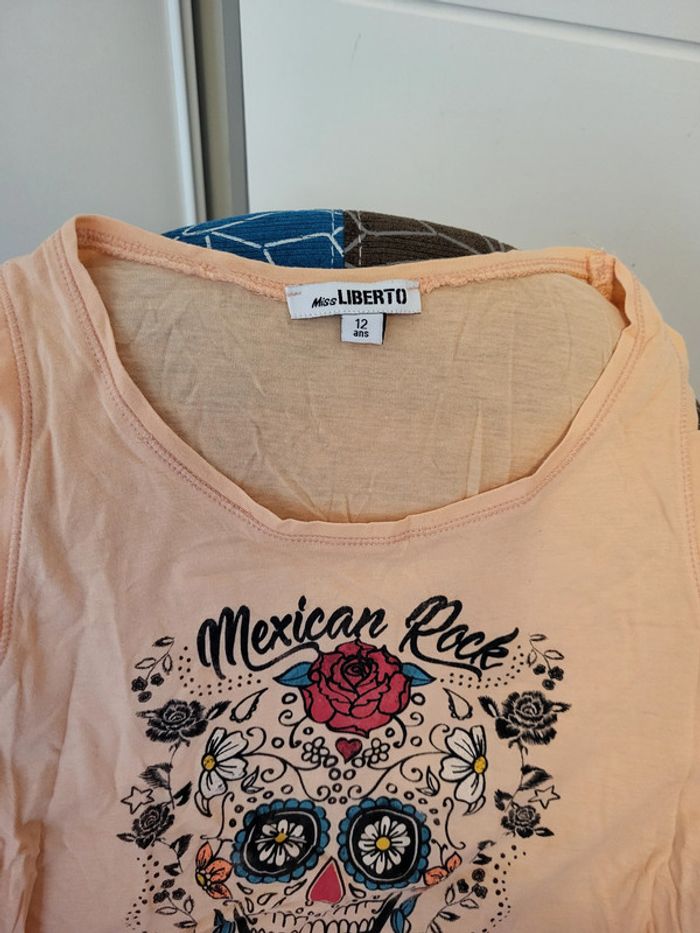 Miss LIBERTO
12
ans
Mexican Rock